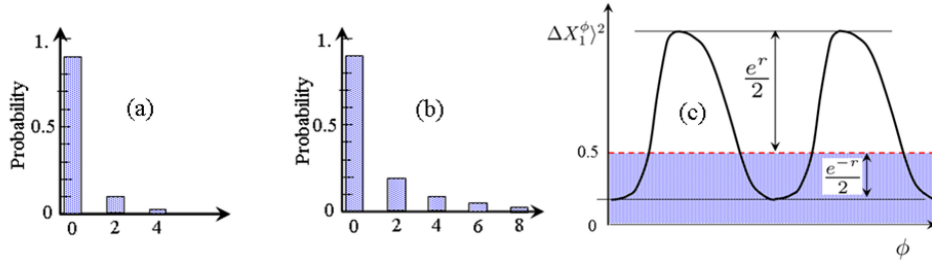 1.
0.5
0
Probability
(a)
0 2 4
1.
0.5
0
Probability
(b)
0 2 4 6 8
ΔX₁^ϕ⟩²
0.5
0
(c)
e^r/2
e^{-r}/2
ϕ